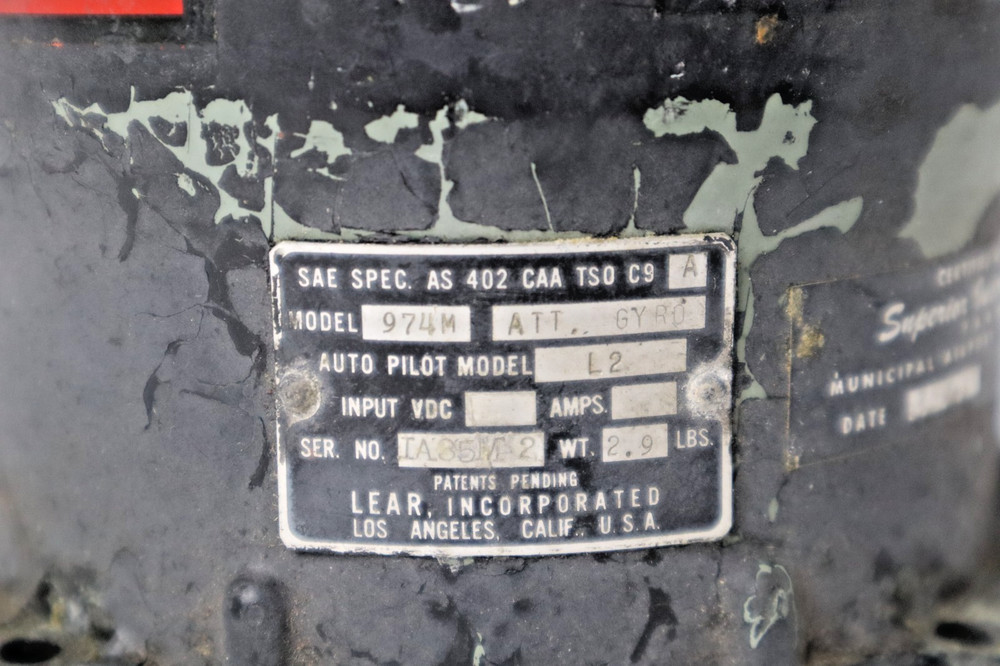 SAE SPEC. AS 402 CAA TSO C9 A
MODEL 974M ATT. GYRO
AUTO PILOT MODEL L2
INPUT VDC AMPS.
SER. NO. WT. 2.9 LBS.
PATENTS PENDING
LEAR, INCORPORATED
LOS ANGELES, CALIF., U.S.A.
Superior
MUNICIPAL
DATE